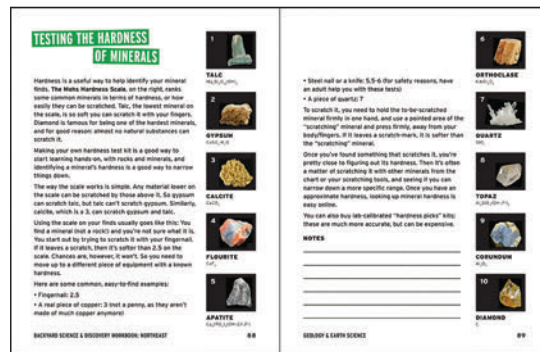 TESTING THE HARDNESS
OF MINERALS
Hardness is a useful way to help identify your mineral
finds. The Mohs Hardness Scale, on the right, ranks
some common minerals in terms of hardness, or how
easily they can be scratched. Talc, the lowest mineral on
the scale, is so soft you can scratch it with your fingers.
Diamond is famous for being one of the hardest minerals,
and for good reason: almost no natural substances can
scratch it.
Making your own hardness test kit is a good way to
start learning hands-on, with rocks and minerals, and
identifying a mineral's hardness is a good way to narrow
things down.
The way the scale works is simple. Any material lower on
the scale can be scratched by those above it. So gypsum
can scratch talc, but talc can't scratch gypsum. Similarly,
calcite, which is a 3, can scratch gypsum and talc.
Using the scale on your finds usually goes like this: You
find a mineral (not a rock!) and you're not sure what it is.
You start out by trying to scratch it with your fingernail.
If it leaves a scratch, then it's softer than 2.5 on the
scale. Chances are, however, it won't. So you need to
move up to a different piece of equipment with a known
hardness.
Here are some common, easy-to-find examples:
• Fingernail: 2.5
• A real piece of copper: 3 (not a penny, as they aren't
made of much copper anymore)
1
TALC
2
GYPSUM
3
CALCITE
CaCO₃
4
FLOURITE
CaF₂
5
APATITE
BACKYARD SCIENCE & DISCOVERY WORKBOOK: NORTHEAST
88
• Steel nail or a knife: 5.5-6 (for safety reasons, have
an adult help you with these tests)
• A piece of quartz: 7
To scratch it, you need to hold the to-be-scratched
mineral firmly in one hand, and use a pointed area of the
"scratching" mineral and press firmly, away from your
body/fingers. If it leaves a scratch-mark, it is softer than
the "scratching" mineral.
Once you've found something that scratches it, you're
pretty close to figuring out its hardness. Then it's often
a matter of scratching it with other minerals from the
chart or your scratching tools, and seeing if you can
narrow down a more specific range. Once you have an
approximate hardness, looking up mineral hardness is
easy online.
You can also buy lab-calibrated "hardness picks" kits;
these are much more accurate, but can be expensive.
NOTES
6
ORTHOCLASE
7
QUARTZ
SiO₂
8
TOPAZ
9
CORUNDUM
Al₂O₃
10
DIAMOND
C
GEOLOGY & EARTH SCIENCE
89